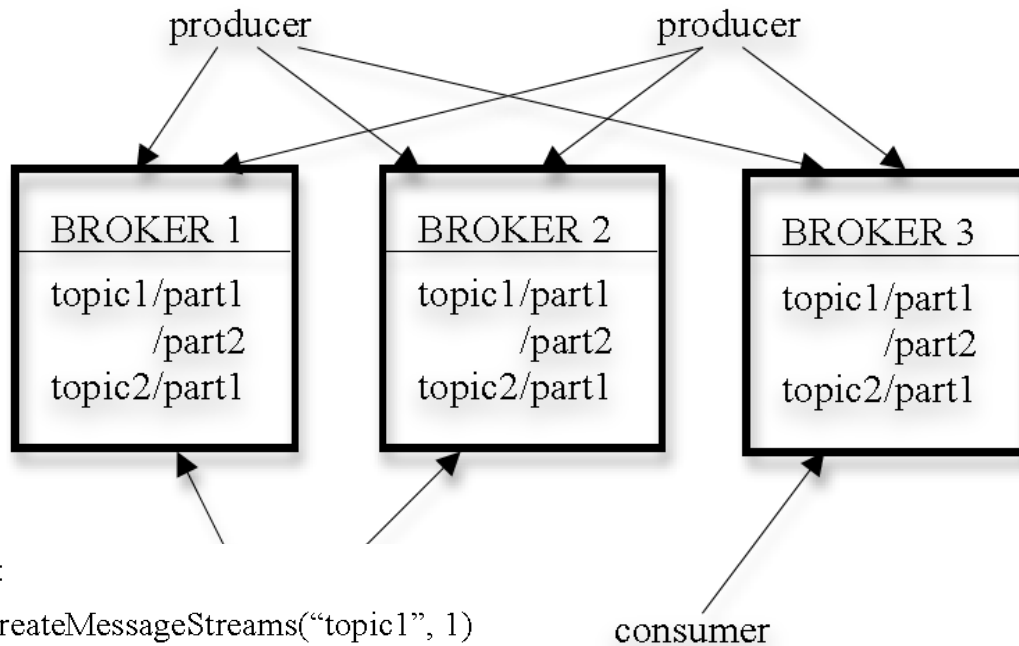 producer
producer
BROKER 1
topic1/part1
/part2
topic2/part1
BROKER 2
topic1/part1
/part2
topic2/part1
BROKER 3
topic1/part1
/part2
topic2/part1
:
reateMessageStreams(“topic1”, 1)
consumer